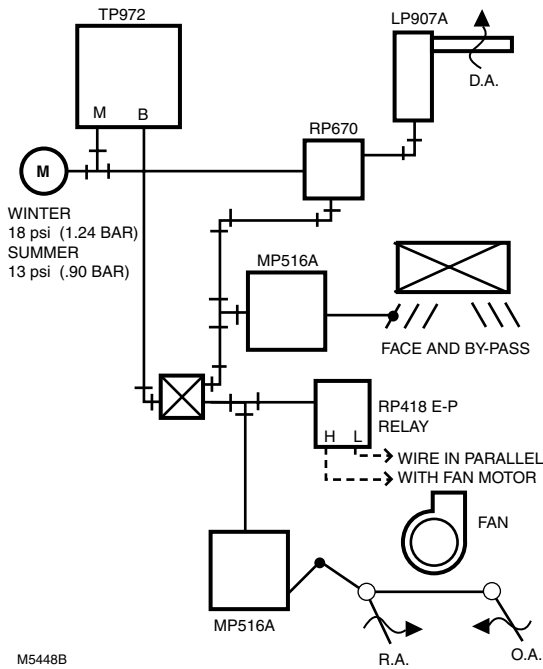 TP972
LP907A
D.A.
M
B
RP670
M
WINTER
18 psi (1.24 BAR)
SUMMER
13 psi (.90 BAR)
MP516A
FACE AND BY-PASS
RP418 E-P
RELAY
H
L
WIRE IN PARALLEL
WITH FAN MOTOR
FAN
MP516A
R.A.
O.A.
M5448B